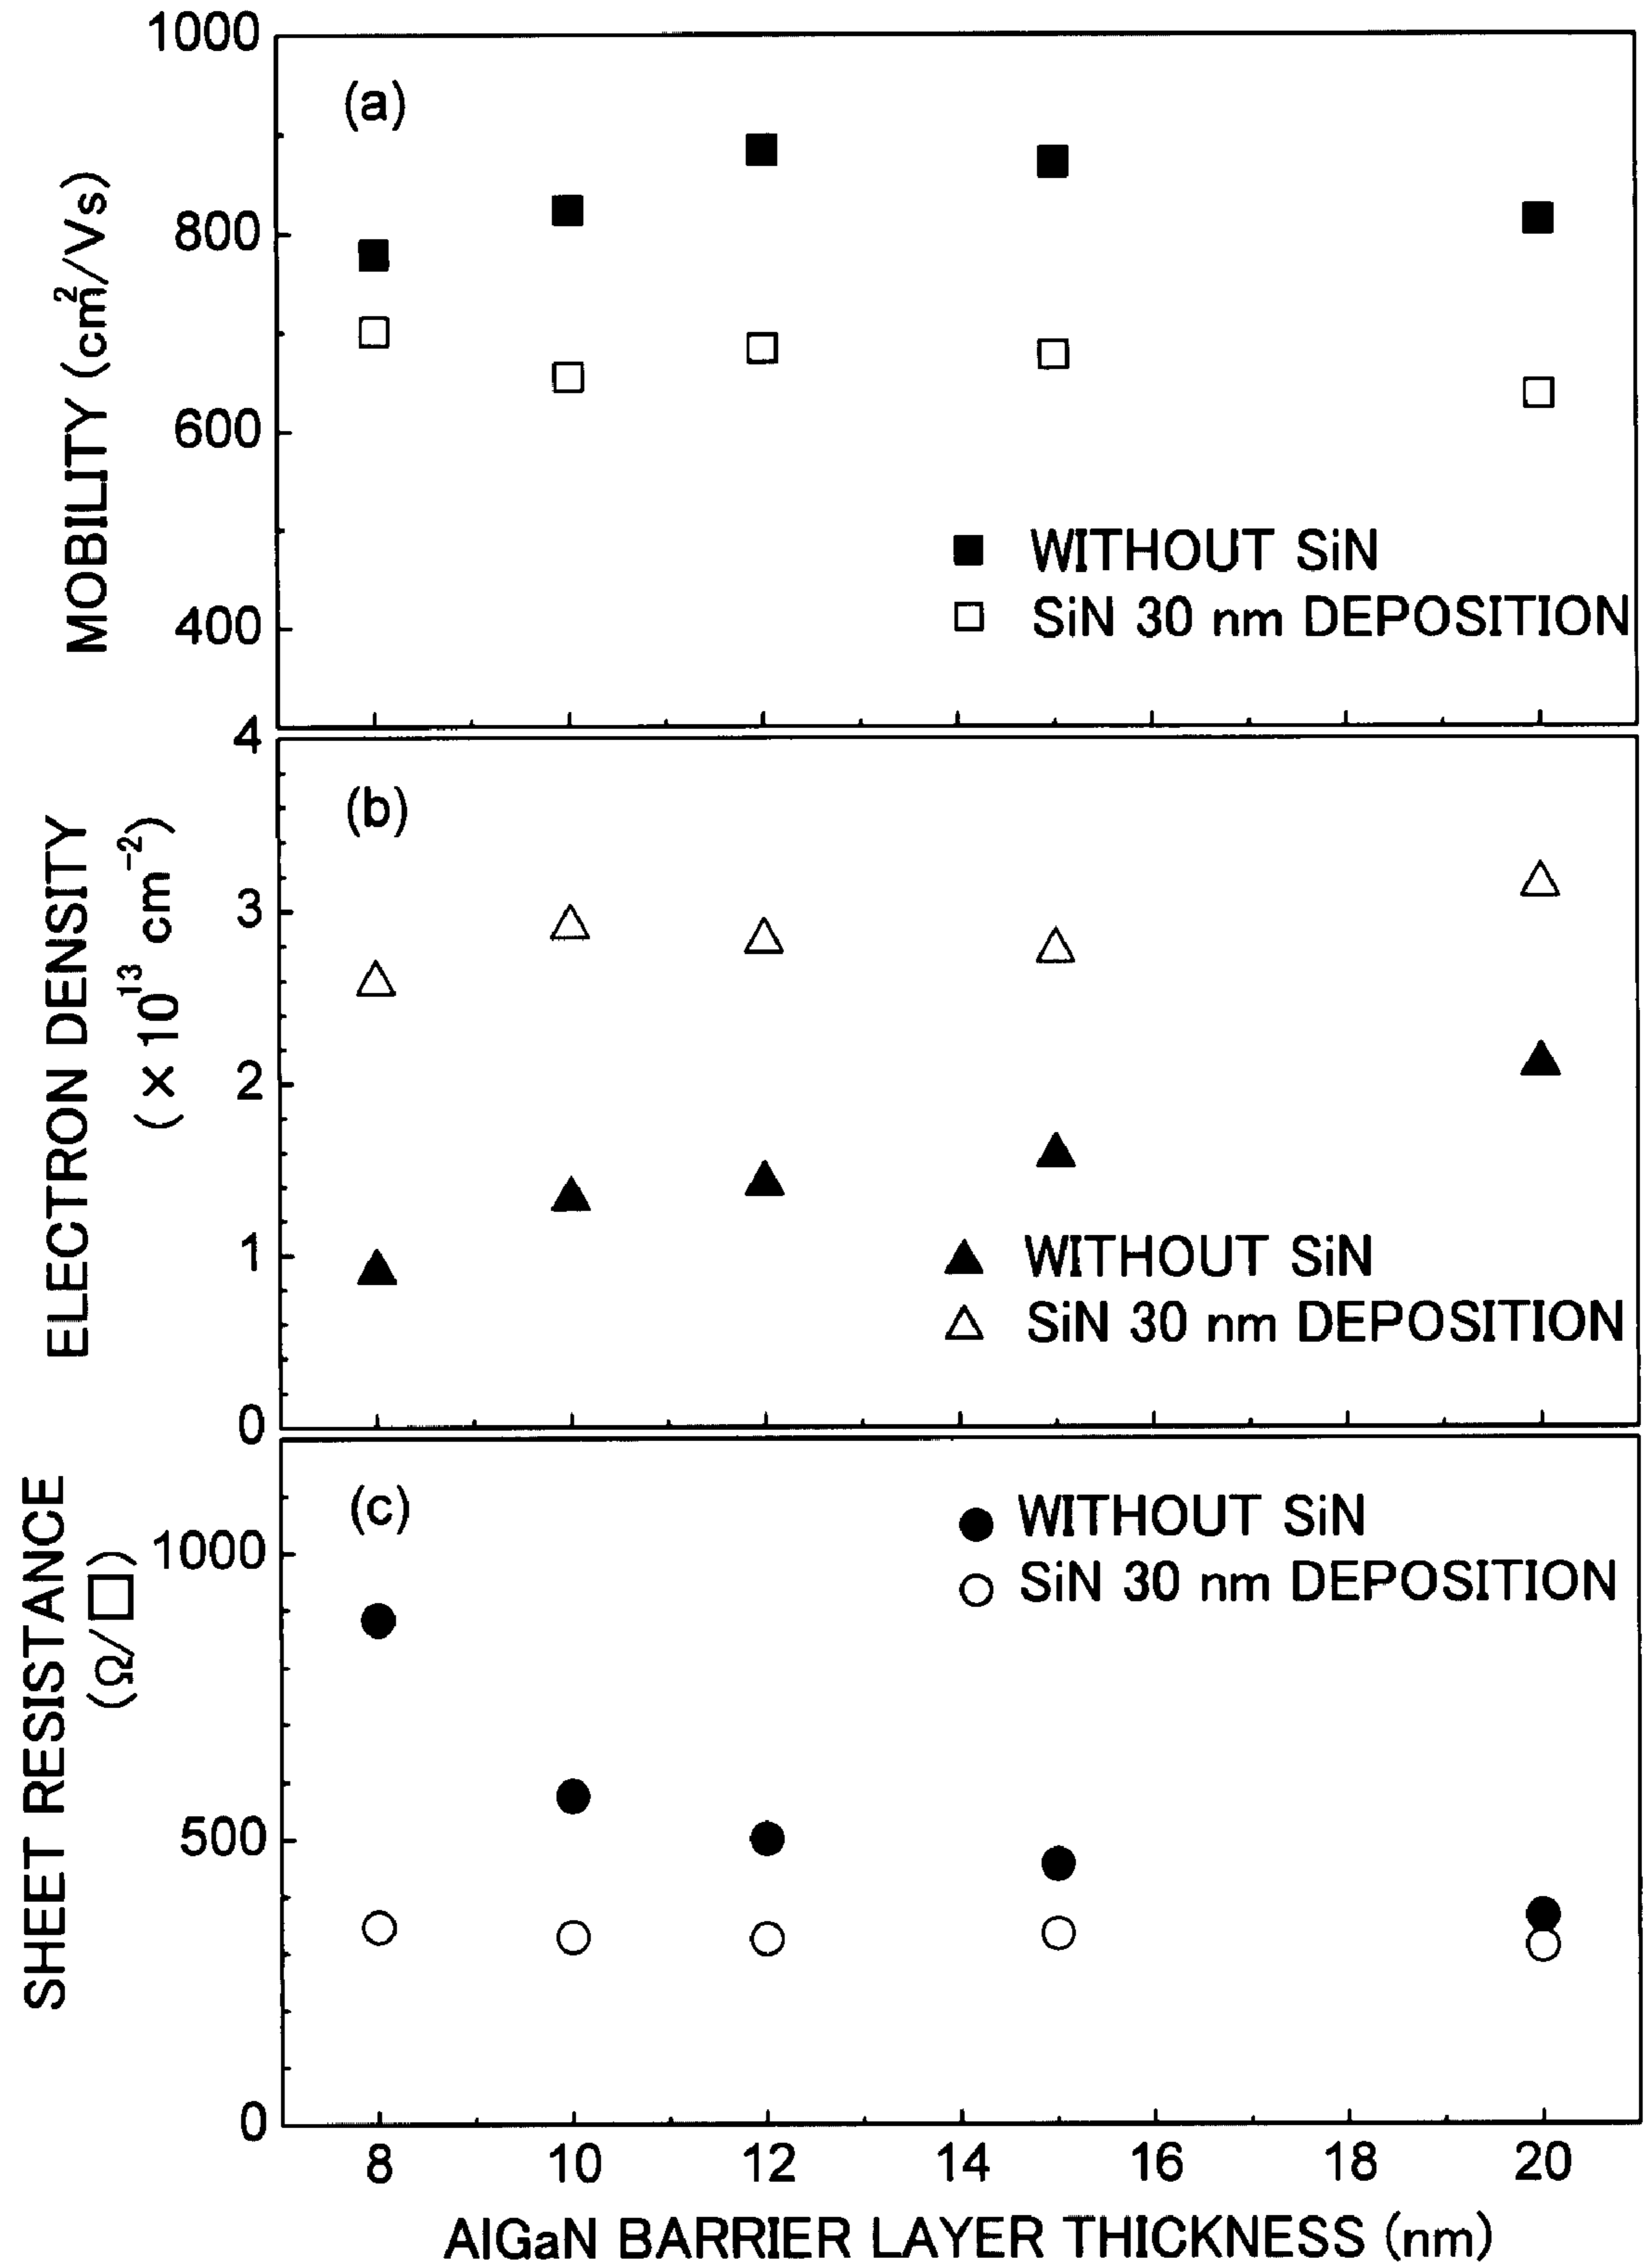 1000
(a)
800
600
400
MOBILITY (cm²/Vs)
■ WITHOUT SiN
□ SiN 30 nm DEPOSITION
4
(b)
3
2
1
0
ELECTRON DENSITY
(× 10¹³ cm⁻²)
▲ WITHOUT SiN
△ SiN 30 nm DEPOSITION
(c)
1000
500
0
SHEET RESISTANCE
(Ω/□)
● WITHOUT SiN
○ SiN 30 nm DEPOSITION
8 10 12 14 16 18 20
AlGaN BARRIER LAYER THICKNESS (nm)